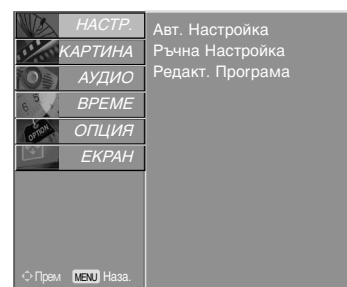 НАСТР.
КАРТИНА
АУДИО
ВРЕМЕ
ОПЦИЯ
ЕКРАН
Авт. Настройка
Ръчна Настройка
Редакт. Програма
Прем MENU Наза.